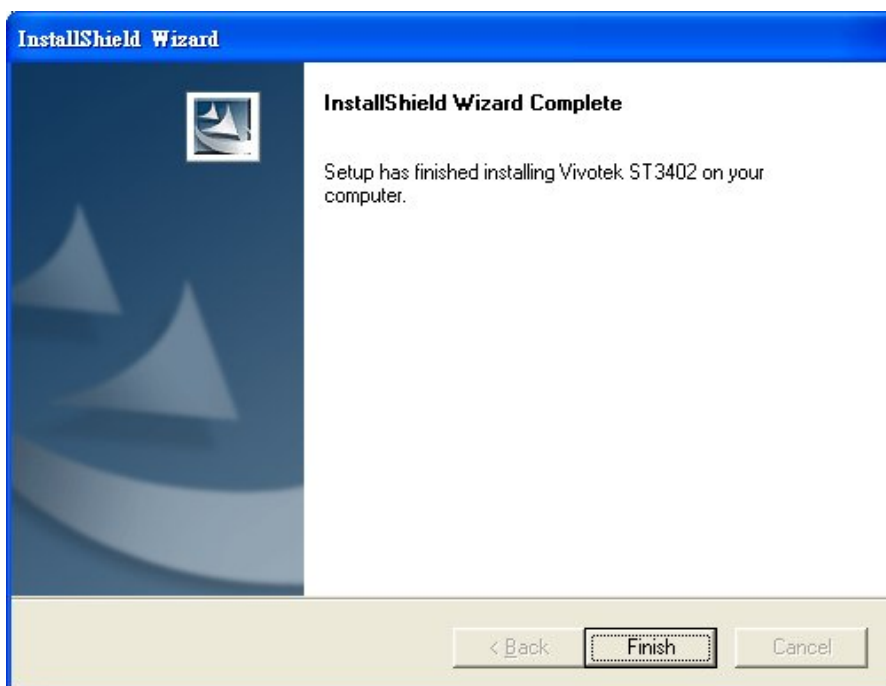 InstallShield Wizard
InstallShield Wizard Complete
Setup has finished installing Vivotek ST3402 on your
computer.
< Back
Finish
Cancel